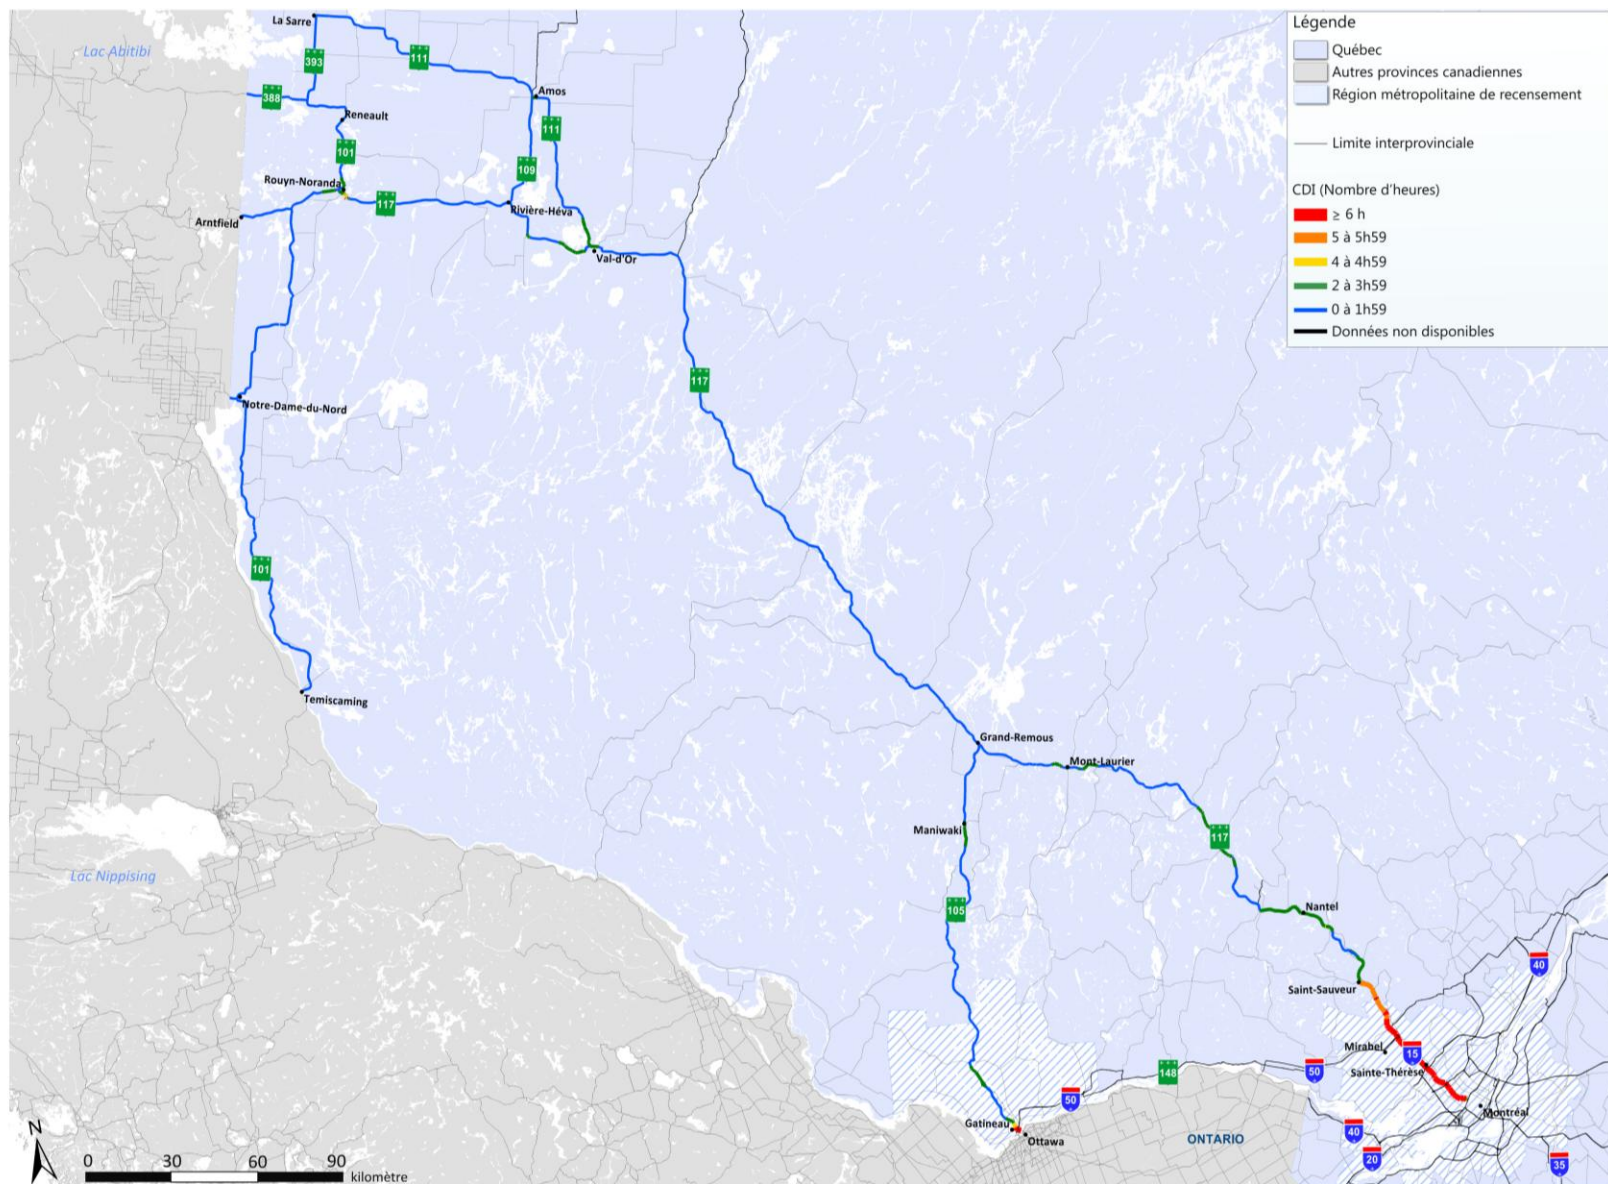 La Sarre
Lac Abitibi
393
111
388
Amos
Reneault
111
101
109
Rouyn-Noranda
117
Rivière-Héva
Arntfield
Val-d'Or
117
Notre-Dame-du-Nord
101
Temiscaming
Grand-Remous
Mont-Laurier
Maniwaki
117
Lac Nippising
105
Nantel
40
Saint-Sauveur
Mirabel
15
50
148
Sainte-Thérèse
50
Montréal
Gatineau
Ottawa
ONTARIO
40
20
35
N
0 30 60 90
kilomètre
Légende
Québec
Autres provinces canadiennes
Région métropolitaine de recensement
Limite interprovinciale
CDI (Nombre d'heures)
≥ 6 h
5 à 5h59
4 à 4h59
2 à 3h59
0 à 1h59
Données non disponibles